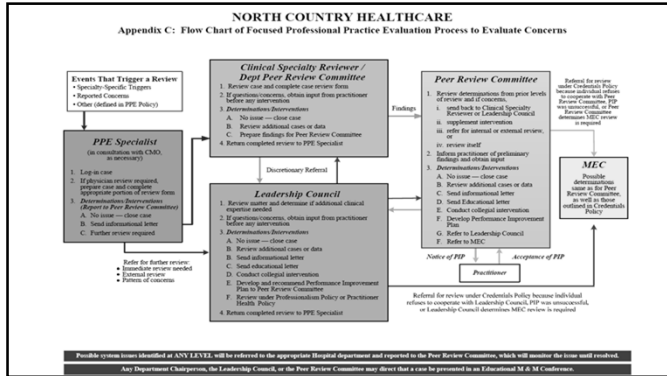 NORTH COUNTRY HEALTHCARE
Appendix C: Flow Chart of Focused Professional Practice Evaluation Process to Evaluate Concerns
Events That Trigger a Review
• Specialty-Specific Triggers
• Reported Concerns
• Other (defined in PPE Policy)
PPE Specialist
(in consultation with CMO,
as necessary)
1. Log-in case
2. If physician review required,
prepare case and complete
appropriate portion of review form
3. Determinations/Interventions
(Report to Peer Review Committee)
A. No issue — close case
B. Send informational letter
C. Further review required
Refer for further review:
• Immediate review needed
• External review
• Pattern of concerns
Clinical Specialty Reviewer /
Dept Peer Review Committee
1. Review case and complete case review form
2. If questions/concerns, obtain input from practitioner
before any intervention
3. Determinations/Interventions
A. No issue — close case
B. Review additional cases or data
C. Prepare findings for Peer Review Committee
4. Return completed review to PPE Specialist
Discretionary Referral
Leadership Council
1. Review matter and determine if additional clinical
expertise needed
2. If questions/concerns, obtain input from practitioner
before any intervention
3. Determinations/Interventions
A. No issue — close case
B. Review additional cases or data
B. Send informational letter
C. Send educational letter
D. Conduct collegial intervention
E. Develop and recommend Performance Improvement
Plan to Peer Review Committee
F. Review under Professionalism Policy or Practitioner
Health Policy
4. Return completed review to PPE Specialist
Findings
Peer Review Committee
1. Review determinations from prior levels
of review and if concerns,
i. send back to Clinical Specialty
Reviewer or Leadership Council
ii. supplement intervention
iii. refer for internal or external review,
or
iv. review itself
2. Inform practitioner of preliminary
findings and obtain input
3. Determinations/Interventions
A. No issue — close case
B. Review additional cases or data
C. Send informational letter
D. Send Educational letter
E. Conduct collegial intervention
F. Develop Performance Improvement
Plan
G. Refer to Leadership Council
F. Refer to MEC
Notice of PIP
Acceptance of PIP
Practitioner
Referral for review
under Credentials Policy
because individual refuses
to cooperate with Peer
Review Committee, PIP
was unsuccessful, or Peer
Review Committee
determines MEC review
is required
MEC
Possible
determinations
same as for Peer
Review Committee,
as well as those
outlined in Credentials
Policy
Referral for review under Credentials Policy because individual
refuses to cooperate with Leadership Council, PIP was unsuccessful,
or Leadership Council determines MEC review is required
Possible system issues identified at ANY LEVEL will be referred to the appropriate Hospital department and reported to the Peer Review Committee, which will monitor the issue until resolved.
Any Department Chairperson, the Leadership Council, or the Peer Review Committee may direct that a case be presented in an Educational M & M Conference.